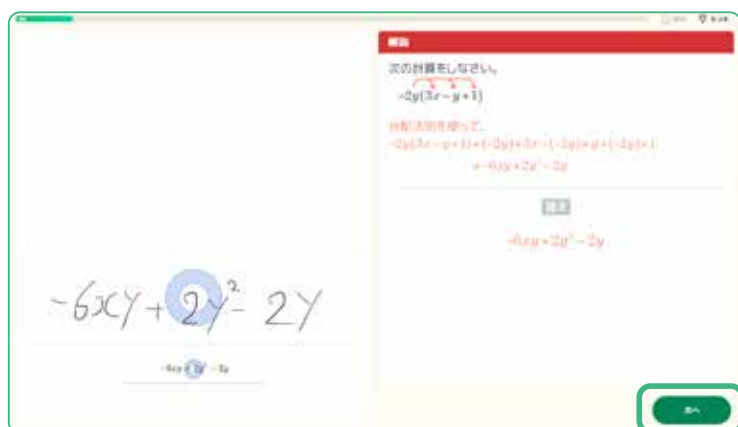 解説
次の計算をしなさい。
-2y(3x-y+1)
分配法則を使って、
-2y(3x-y+1)=(-2y)×3x-(-2y)×y+(-2y)×1
=-6xy+2y²-2y
答え
-6xy+2y²-2y
-6xy+2y²-2y
-6xy+2y²-2y
次へ